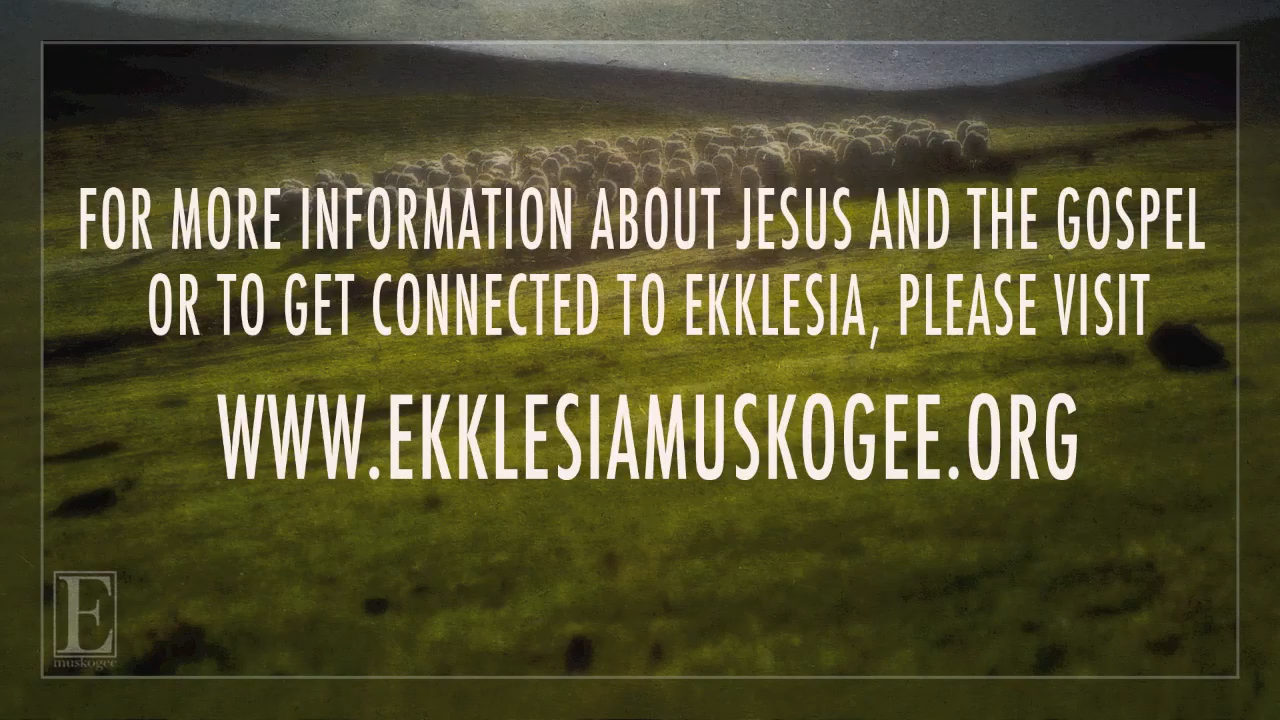 FOR MORE INFORMATION ABOUT JESUS AND THE GOSPEL
OR TO GET CONNECTED TO EKKLESIA, PLEASE VISIT
WWW.EKKLESIAMUSKOGEE.ORG
E
muskogee